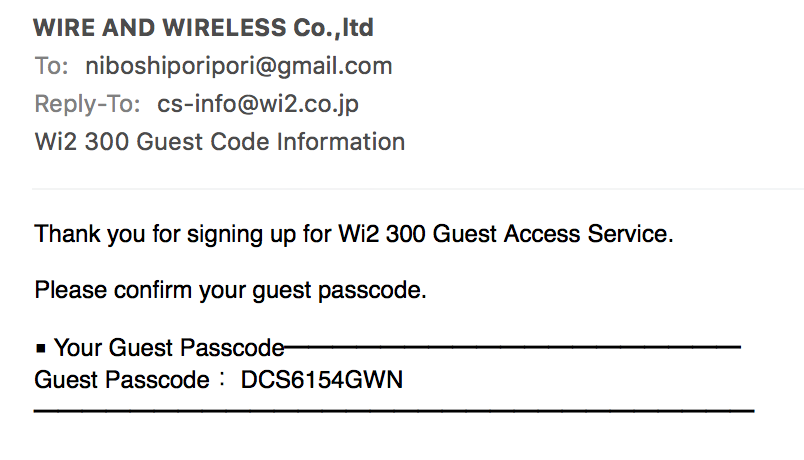 WIRE AND WIRELESS Co.,ltd
To: niboshiporipori@gmail.com
Reply-To: cs-info@wi2.co.jp
Wi2 300 Guest Code Information
Thank you for signing up for Wi2 300 Guest Access Service.
Please confirm your guest passcode.
▪ Your Guest Passcode━━━━━━━━━━━━━━━━━━━
Guest Passcode： DCS6154GWN
━━━━━━━━━━━━━━━━━━━━━━━━━━━━━━